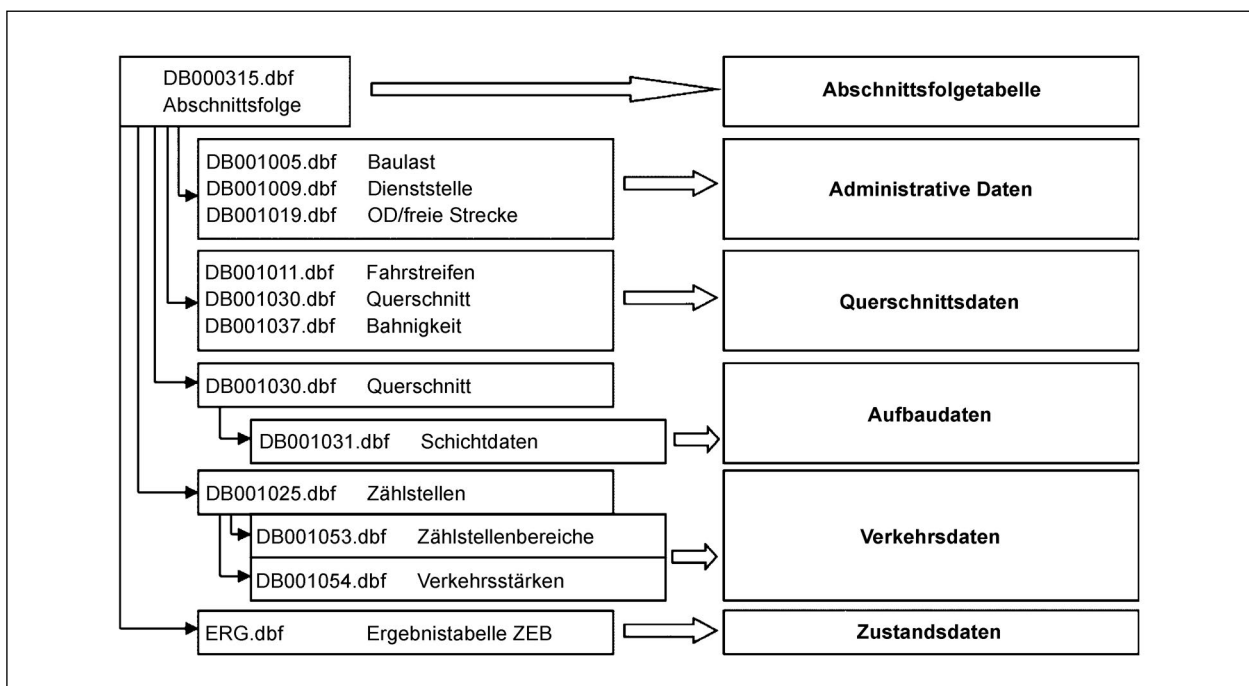 DB000315.dbf
Abschnittsfolge
Abschnittsfolgetabelle
DB001005.dbf Baulast
DB001009.dbf Dienststelle
DB001019.dbf OD/freie Strecke
Administrative Daten
DB001011.dbf Fahrstreifen
DB001030.dbf Querschnitt
DB001037.dbf Bahnigkeit
Querschnittsdaten
DB001030.dbf Querschnitt
DB001031.dbf Schichtdaten
Aufbaudaten
DB001025.dbf Zählstellen
DB001053.dbf Zählstellenbereiche
DB001054.dbf Verkehrsstärken
Verkehrsdaten
ERG.dbf Ergebnistabelle ZEB
Zustandsdaten